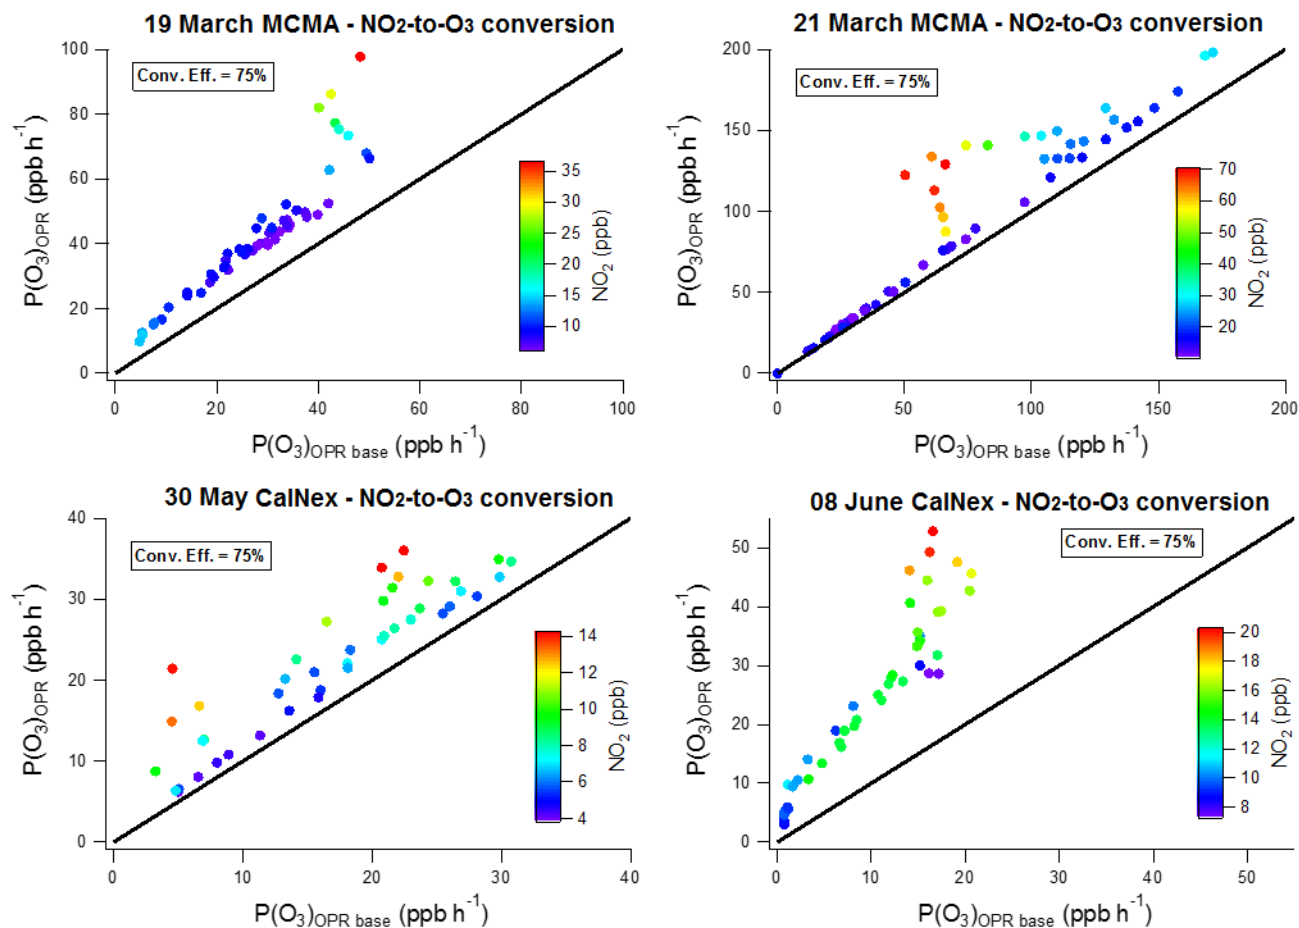 19 March MCMA - NO2-to-O3 conversion
Conv. Eff. = 75%
100
80
60
40
20
0
P(O3)OPR (ppb h-1)
0 20 40 60 80 100
P(O3)OPR base (ppb h-1)
35
30
25
20
15
10
NO2 (ppb)
21 March MCMA - NO2-to-O3 conversion
Conv. Eff. = 75%
200
150
100
50
0
P(O3)OPR (ppb h-1)
0 50 100 150 200
P(O3)OPR base (ppb h-1)
70
60
50
40
30
20
NO2 (ppb)
30 May CalNex - NO2-to-O3 conversion
Conv. Eff. = 75%
40
30
20
10
0
P(O3)OPR (ppb h-1)
0 10 20 30 40
P(O3)OPR base (ppb h-1)
14
12
10
8
6
4
NO2 (ppb)
08 June CalNex - NO2-to-O3 conversion
Conv. Eff. = 75%
50
40
30
20
10
0
P(O3)OPR (ppb h-1)
0 10 20 30 40 50
P(O3)OPR base (ppb h-1)
20
18
16
14
12
10
8
NO2 (ppb)